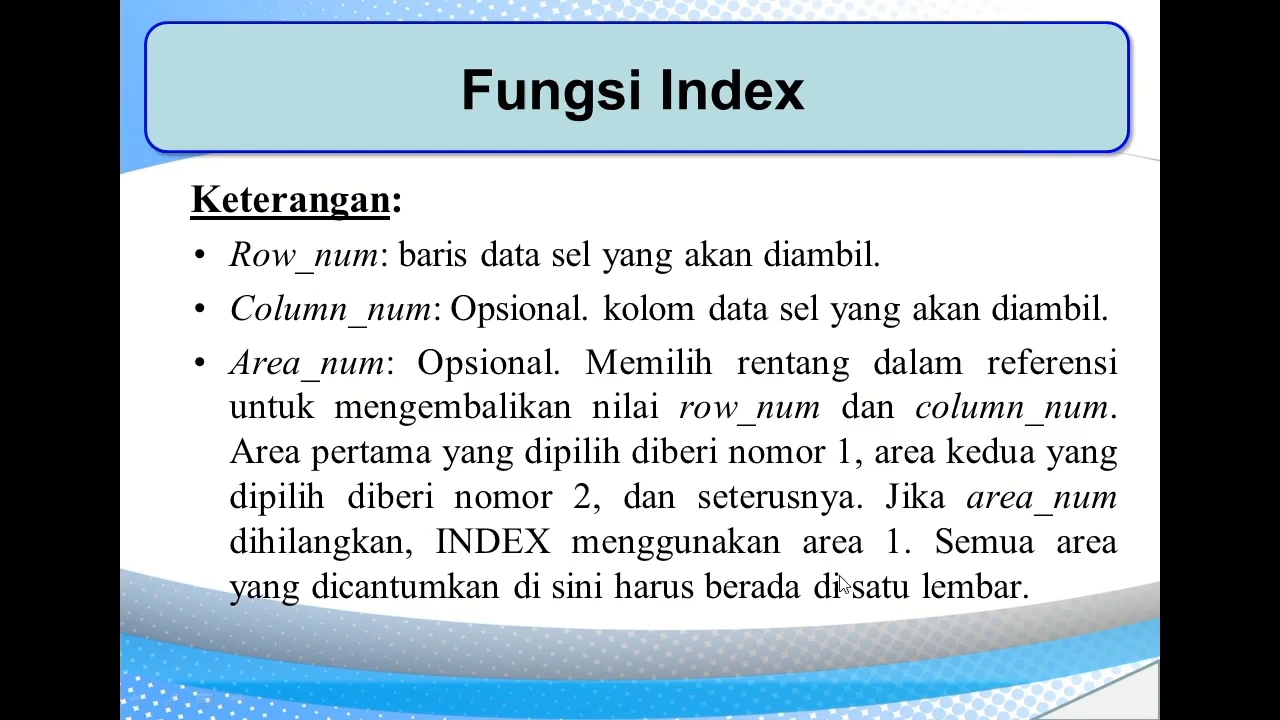 Fungsi Index
Keterangan:
• Row_num: baris data sel yang akan diambil.
• Column_num: Opsional. kolom data sel yang akan diambil.
• Area_num: Opsional. Memilih rentang dalam referensi
untuk mengembalikan nilai row_num dan column_num.
Area pertama yang dipilih diberi nomor 1, area kedua yang
dipilih diberi nomor 2, dan seterusnya. Jika area_num
dihilangkan, INDEX menggunakan area 1. Semua area
yang dicantumkan di sini harus berada di satu lembar.